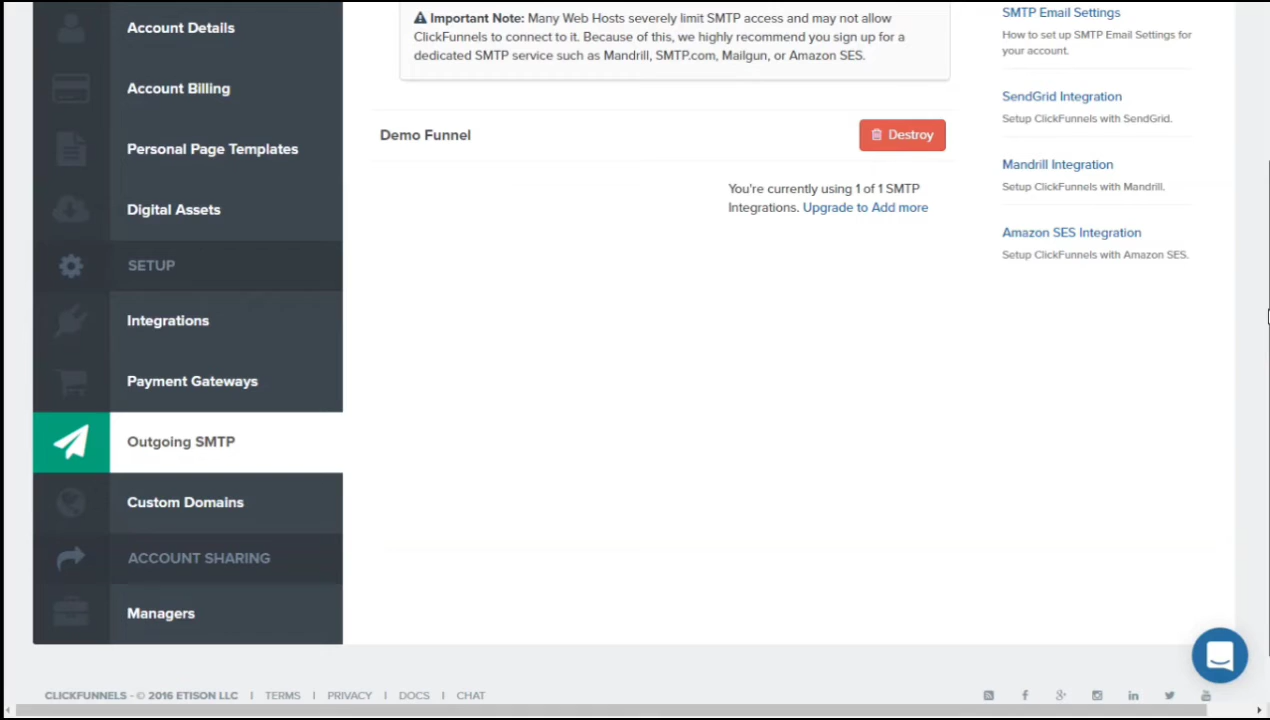 Account Details
Account Billing
Personal Page Templates
Digital Assets
SETUP
Integrations
Payment Gateways
Outgoing SMTP
Custom Domains
ACCOUNT SHARING
Managers
Important Note: Many Web Hosts severely limit SMTP access and may not allow
ClickFunnels to connect to it. Because of this, we highly recommend you sign up for a
dedicated SMTP service such as Mandrill, SMTP.com, Mailgun, or Amazon SES.
Demo Funnel
Destroy
You're currently using 1 of 1 SMTP
Integrations. Upgrade to Add more
SMTP Email Settings
How to set up SMTP Email Settings for
your account.
SendGrid Integration
Setup ClickFunnels with SendGrid.
Mandrill Integration
Setup ClickFunnels with Mandrill.
Amazon SES Integration
Setup ClickFunnels with Amazon SES.
CLICKFUNNELS - © 2016 ETISON LLC | TERMS | PRIVACY | DOCS | CHAT